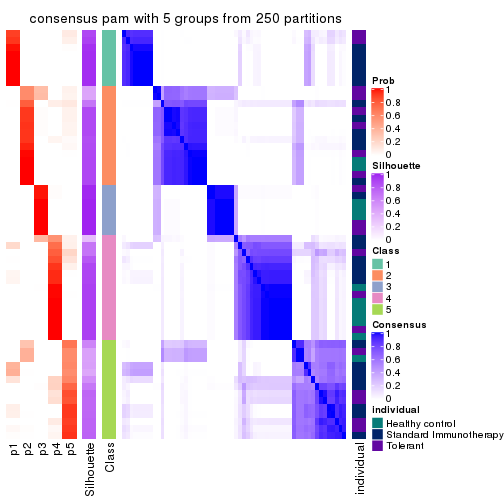 consensus pam with 5 groups from 250 partitions
Prob
1
0.8
0.6
0.4
0.2
0
Silhouette
1
0.8
0.6
0.4
0.2
0
Class
1
2
3
4
5
Consensus
1
0.8
0.6
0.4
0.2
0
individual
Healthy control
Standard Immunotherapy
Tolerant
p1
p2
p3
p4
p5
Silhouette
Class
individual